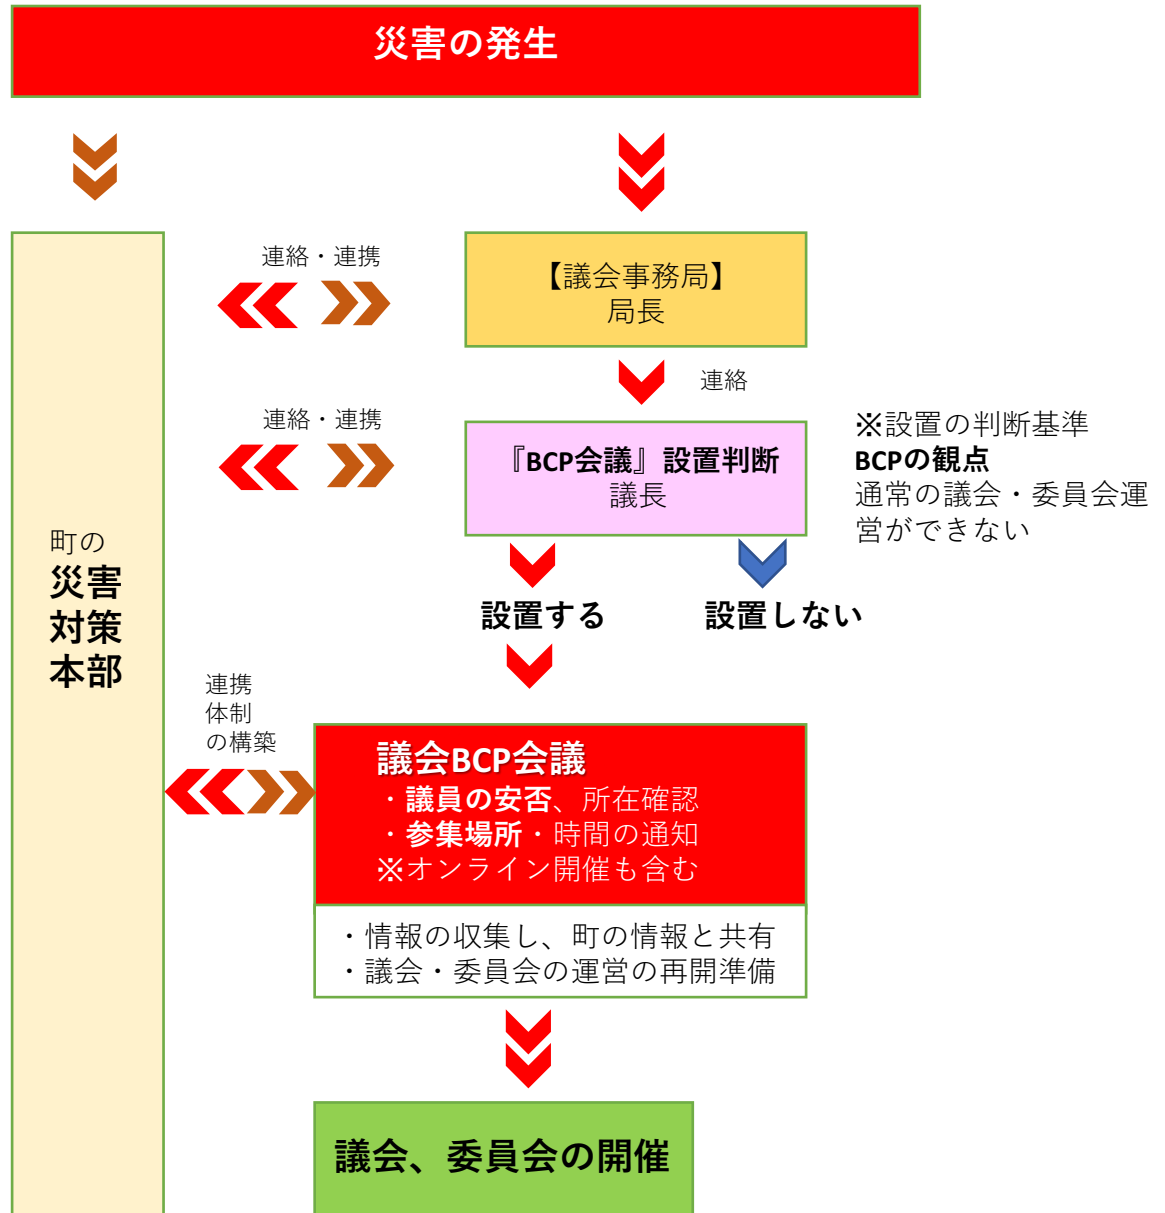 災害の発生
連絡・連携
【議会事務局】
局長
連絡
連絡・連携
『BCP会議』設置判断
議長
※設置の判断基準
BCPの観点
通常の議会・委員会運
営ができない
町の
災害
対策
本部
設置する
設置しない
連携
体制
の構築
議会BCP会議
・議員の安否、所在確認
・参集場所・時間の通知
※オンライン開催も含む
・情報の収集し、町の情報と共有
・議会・委員会の運営の再開準備
議会、委員会の開催